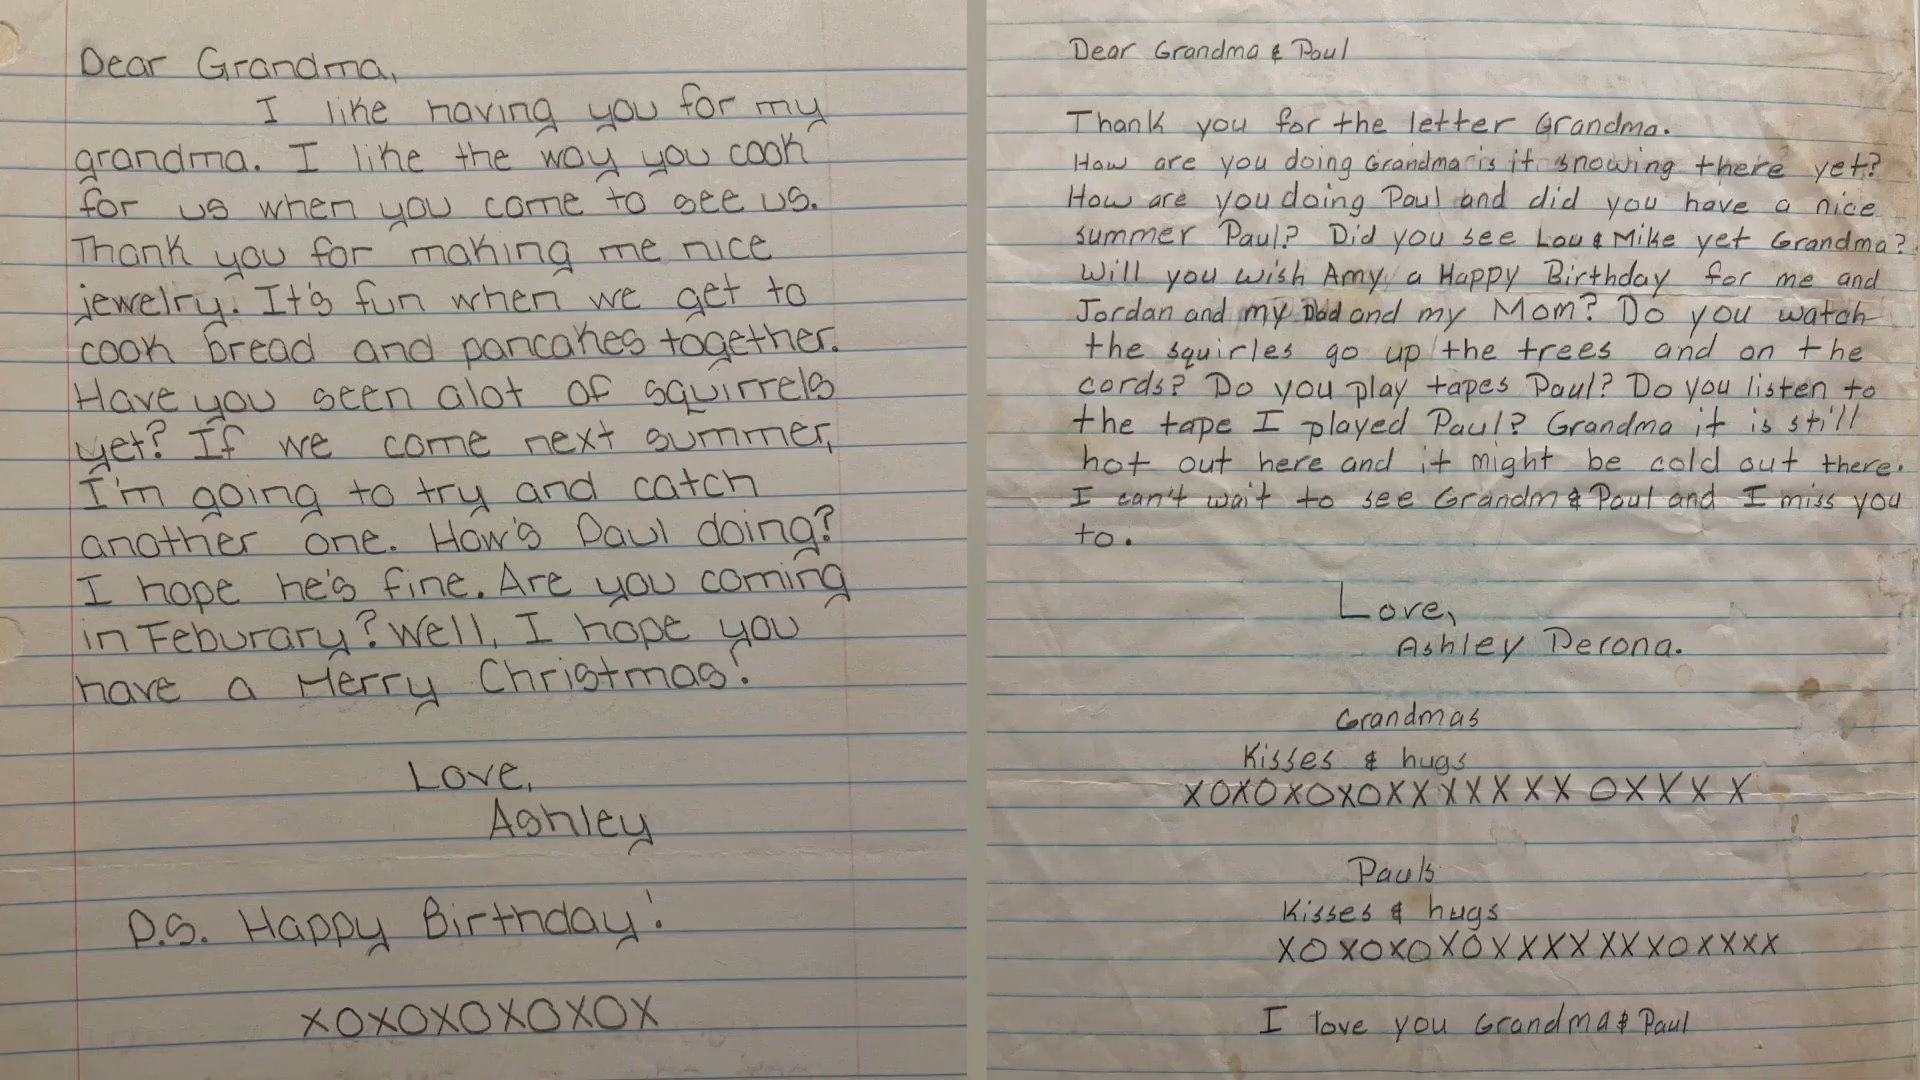 Dear Grandma,
I like having you for my
grandma. I like the way you cook
for us when you come to see us.
Thank you for making me nice
jewelry. It's fun when we get to
cook bread and pancakes together.
Have you seen alot of squirrels
yet? If we come next summer,
I'm going to try and catch
another one. How's Paul doing?
I hope he's fine. Are you coming
in Feburary? Well, I hope you
have a Merry Christmas!
Love,
Ashley
P.S. Happy Birthday!
XOXOXOXOXOX
Dear Grandma & Paul
Thank you for the letter Grandma.
How are you doing Grandma is it snowing there yet?
How are you doing Paul and did you have a nice
summer Paul? Did you see Lou & Mike yet Grandma?
Will you wish Amy a Happy Birthday for me and
Jordan and my Dad and my Mom? Do you watch
the squirles go up the trees and on the
cords? Do you play tapes Paul? Do you listen to
the tape I played Paul? Grandma it is still
hot out here and it might be cold out there.
I can't wait to see Grandm & Paul and I miss you
to.
Love,
Ashley Perona.
Grandmas
Kisses & hugs
XOXOXOXOXXXXXXX OXXXX
Pauls
Kisses & hugs
XOXOXOXOXXXXXXXOXXXX
I love you Grandma & Paul